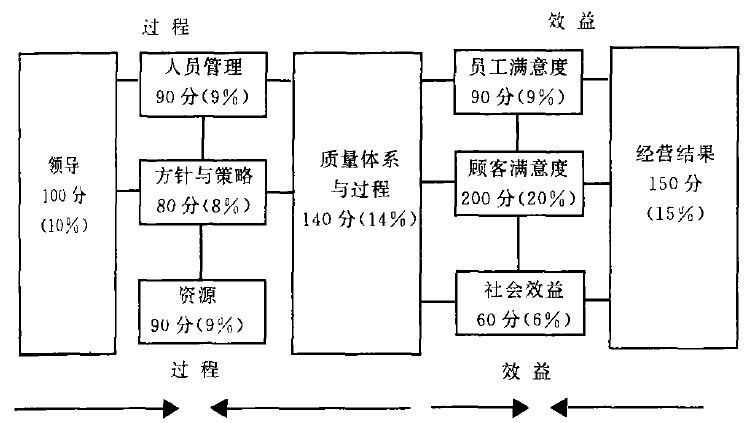 过程
效益
人员管理
90分(9%)
员工满意度
90分(9%)
领导
100分
(10%)
方针与策略
80分(8%)
质量体系
与过程
140分(14%)
顾客满意度
200分(20%)
经营结果
150分
(15%)
资源
90分(9%)
社会效益
60分(6%)
过程
效益